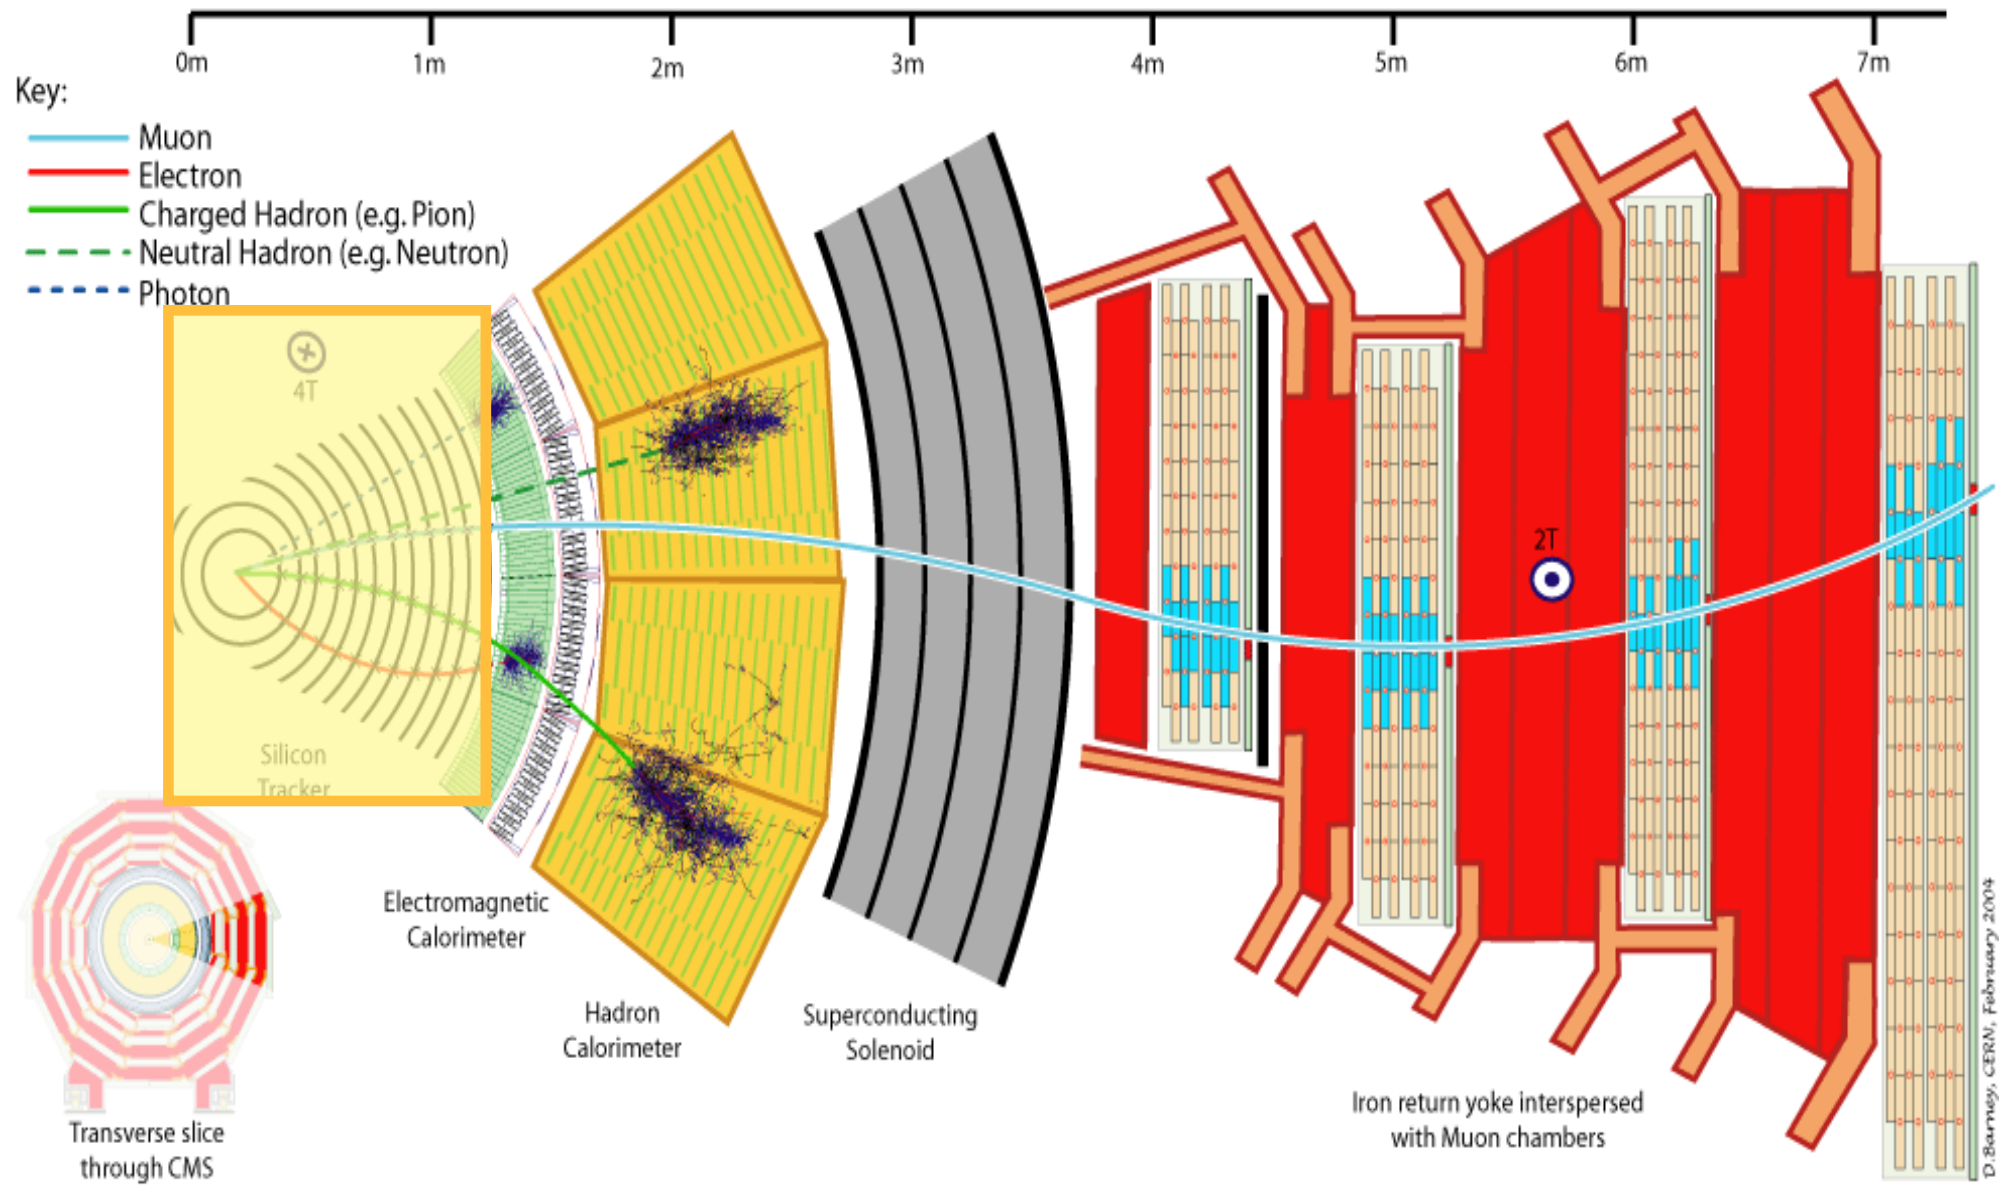 0m 1m 2m 3m 4m 5m 6m 7m
Key:
Muon
Electron
Charged Hadron (e.g. Pion)
Neutral Hadron (e.g. Neutron)
Photon
4T
2T
Silicon
Tracker
Electromagnetic
Calorimeter
Hadron
Calorimeter
Superconducting
Solenoid
Iron return yoke interspersed
with Muon chambers
Transverse slice
through CMS
D.Barney, CERN, February 2004